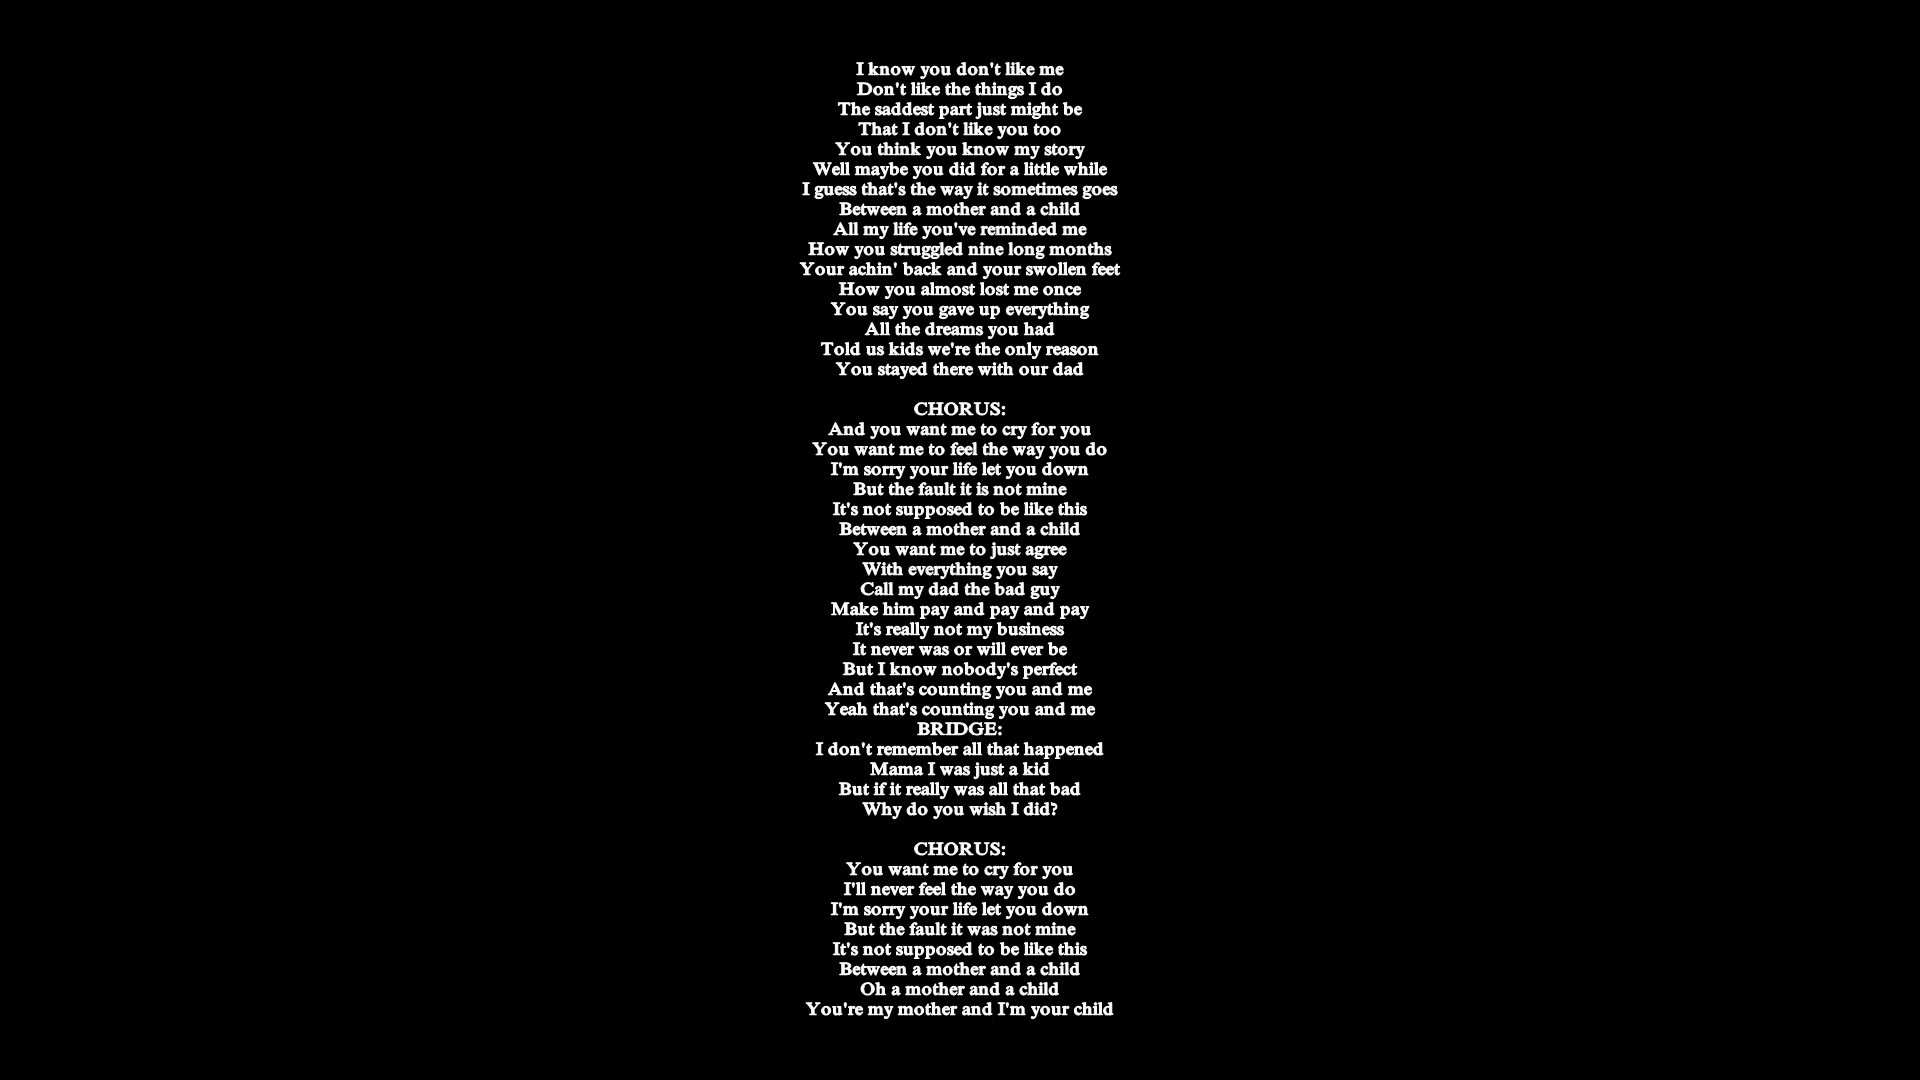 I know you don't like me
Don't like the things I do
The saddest part just might be
That I don't like you too
You think you know my story
Well maybe you did for a little while
I guess that's the way it sometimes goes
Between a mother and a child
All my life you've reminded me
How you struggled nine long months
Your achin' back and your swollen feet
How you almost lost me once
You say you gave up everything
All the dreams you had
Told us kids we're the only reason
You stayed there with our dad

CHORUS:
And you want me to cry for you
You want me to feel the way you do
I'm sorry your life let you down
But the fault it is not mine
It's not supposed to be like this
Between a mother and a child
You want me to just agree
With everything you say
Call my dad the bad guy
Make him pay and pay and pay
It's really not my business
It never was or will ever be
But I know nobody's perfect
And that's counting you and me
Yeah that's counting you and me
BRIDGE:
I don't remember all that happened
Mama I was just a kid
But if it really was all that bad
Why do you wish I did?

CHORUS:
You want me to cry for you
I'll never feel the way you do
I'm sorry your life let you down
But the fault it was not mine
It's not supposed to be like this
Between a mother and a child
Oh a mother and a child
You're my mother and I'm your child